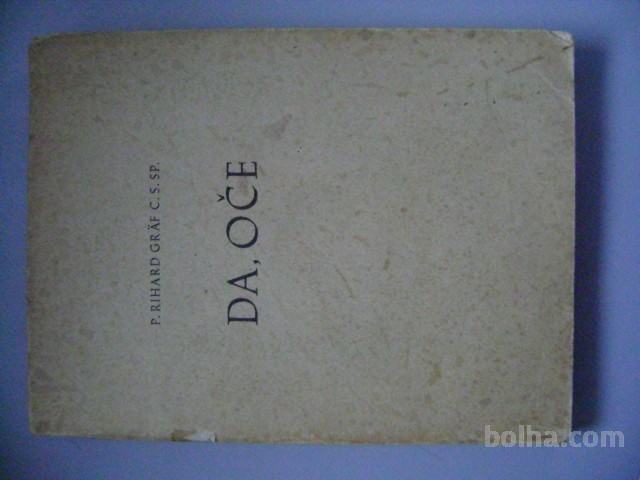 P. RIHARD GRÄF C. S. SP.
DA, OČE
bolha.com